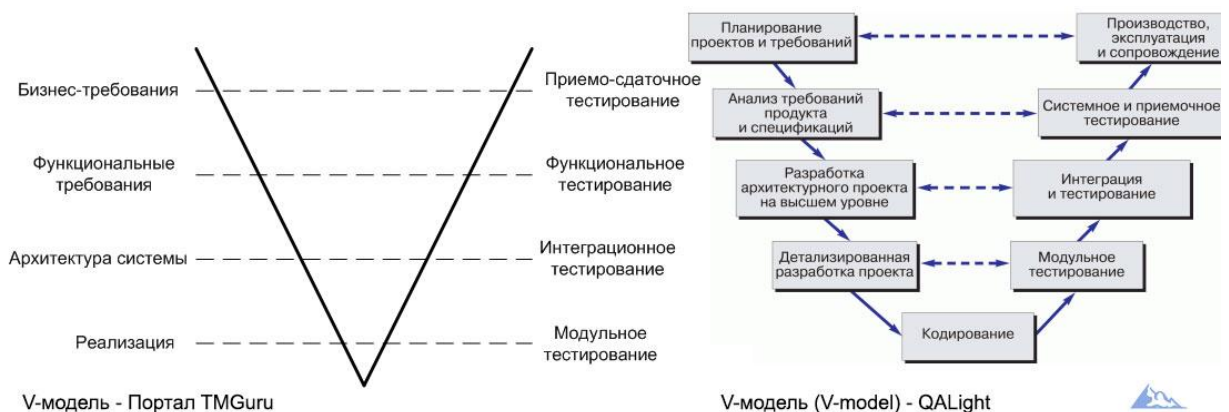 Бизнес-требования
Приемо-сдаточное
тестирование
Функциональные
требования
Функциональное
тестирование
Архитектура системы
Интеграционное
тестирование
Реализация
Модульное
тестирование
V-модель - Портал TMGuru
Планирование
проектов и требований
Производство,
эксплуатация
и сопровождение
Анализ требований
продукта
и спецификаций
Системное и приемочное
тестирование
Разработка
архитектурного проекта
на высшем уровне
Интеграция
и тестирование
Детализированная
разработка проекта
Модульное
тестирование
Кодирование
V-модель (V-model) - QALight